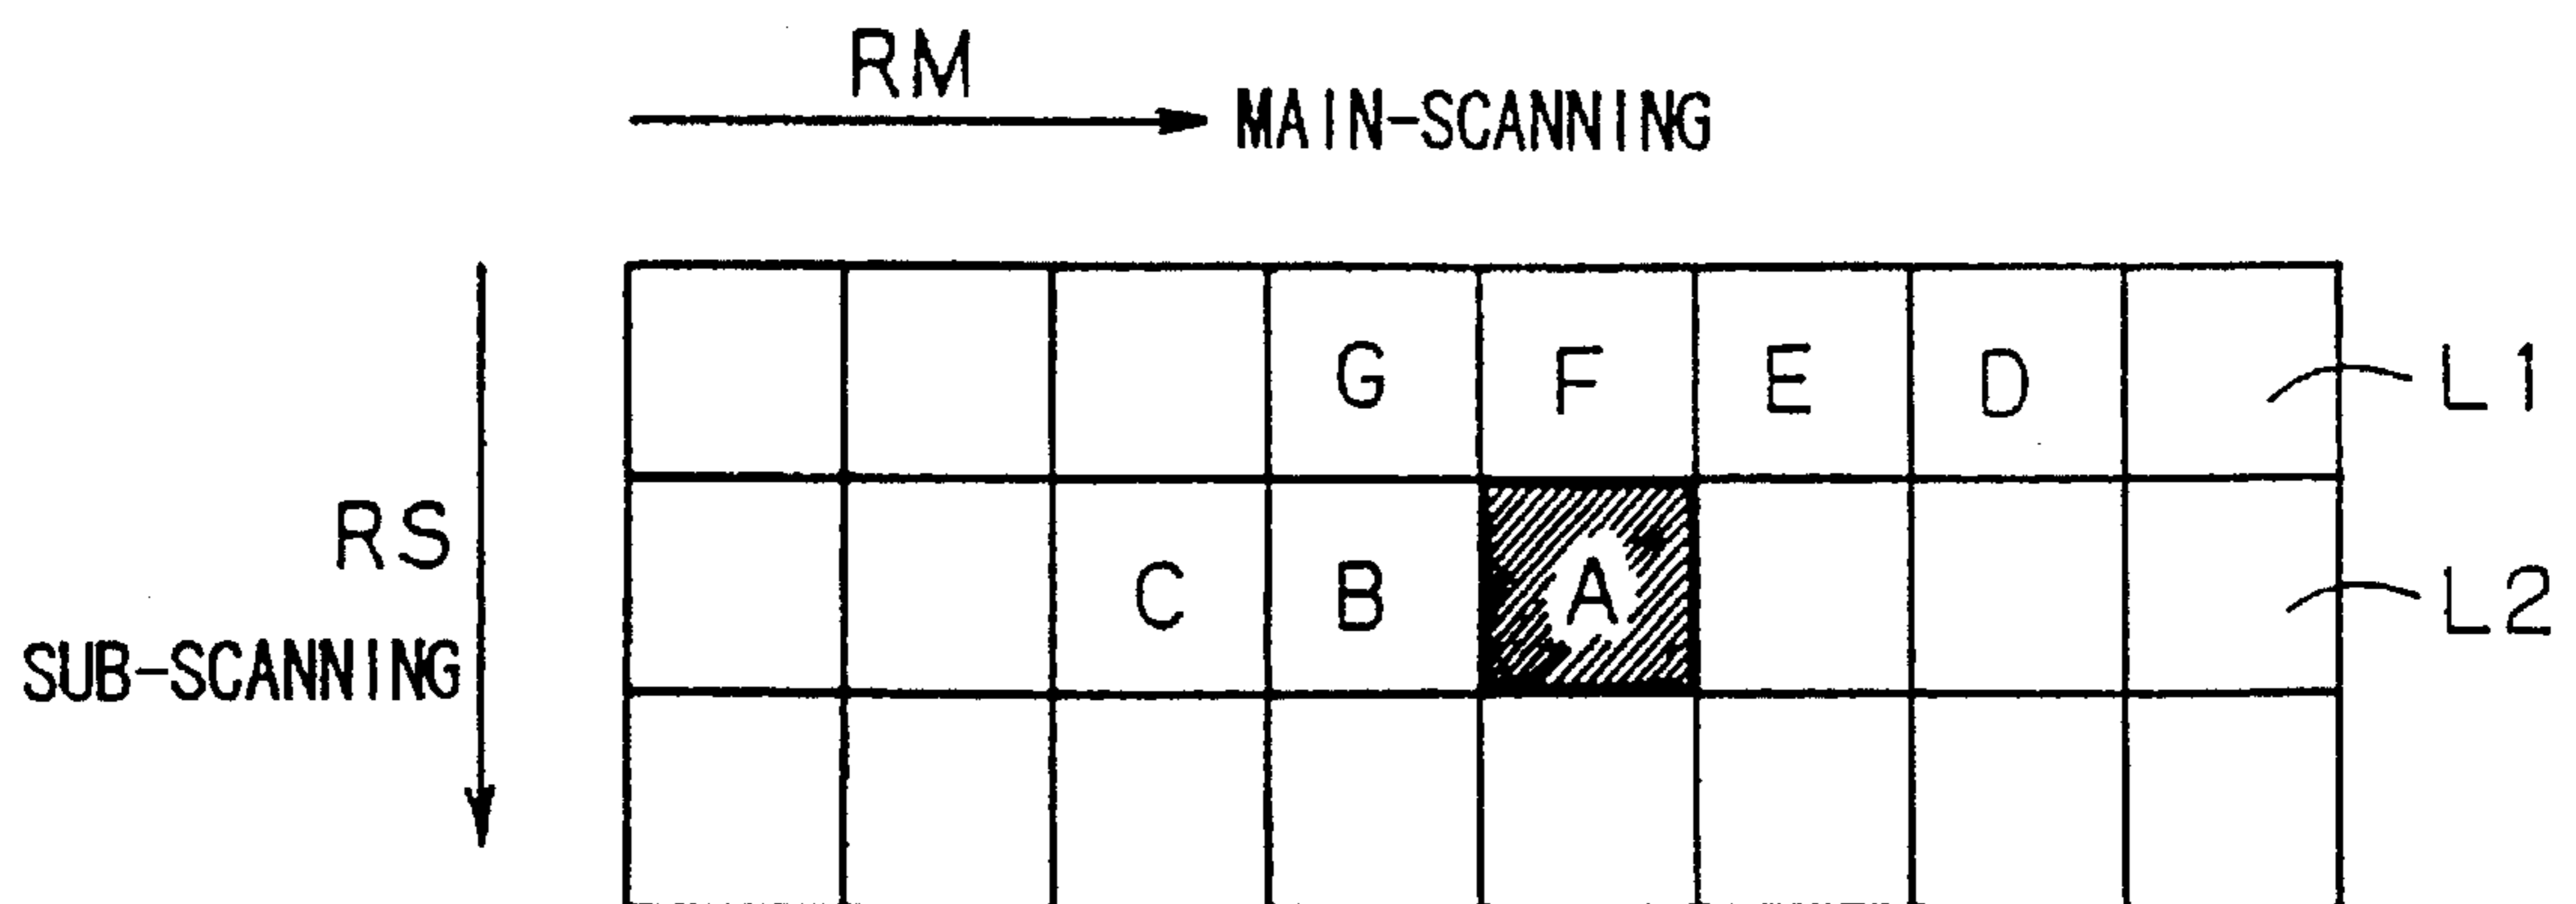 RM
MAIN-SCANNING
G F E D L1
RS
C B A L2
SUB-SCANNING